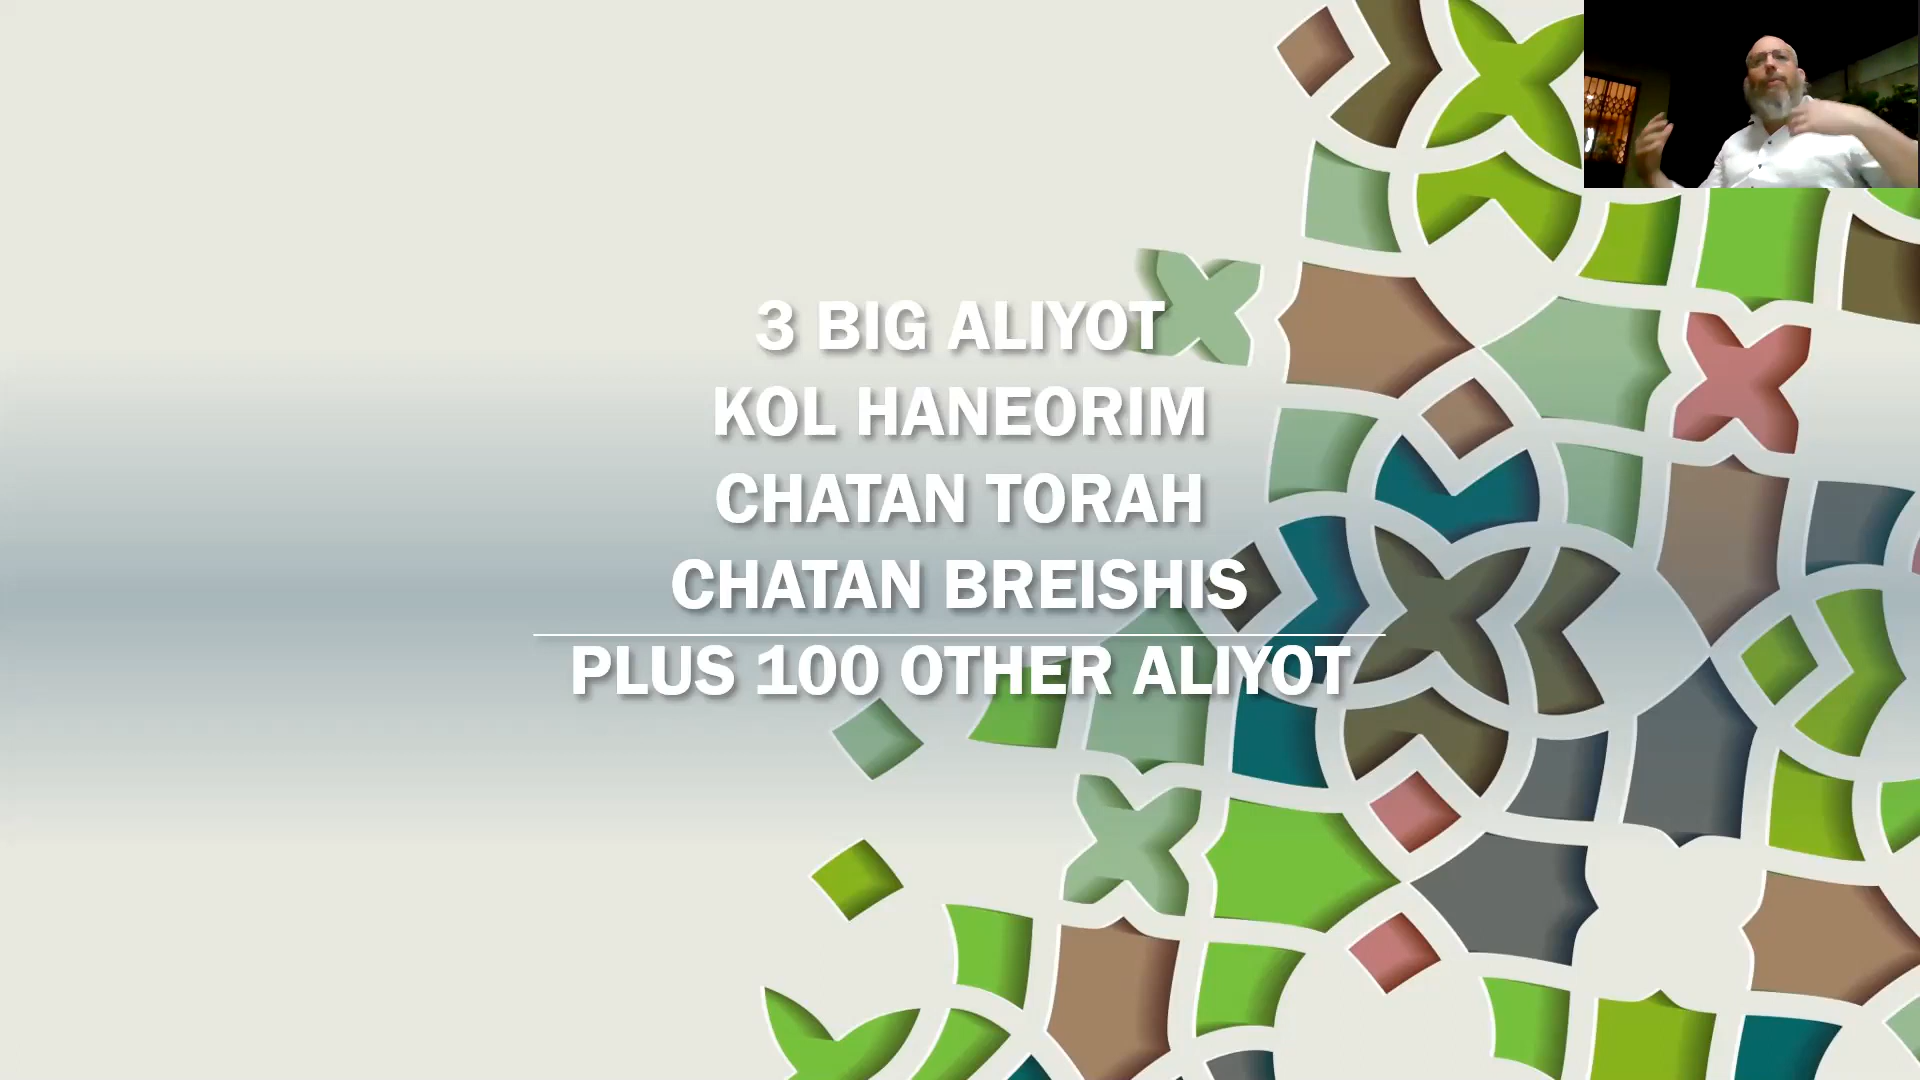 3 BIG ALIYOT
KOL HANEORIM
CHATAN TORAH
CHATAN BREISHIS
PLUS 100 OTHER ALIYOT